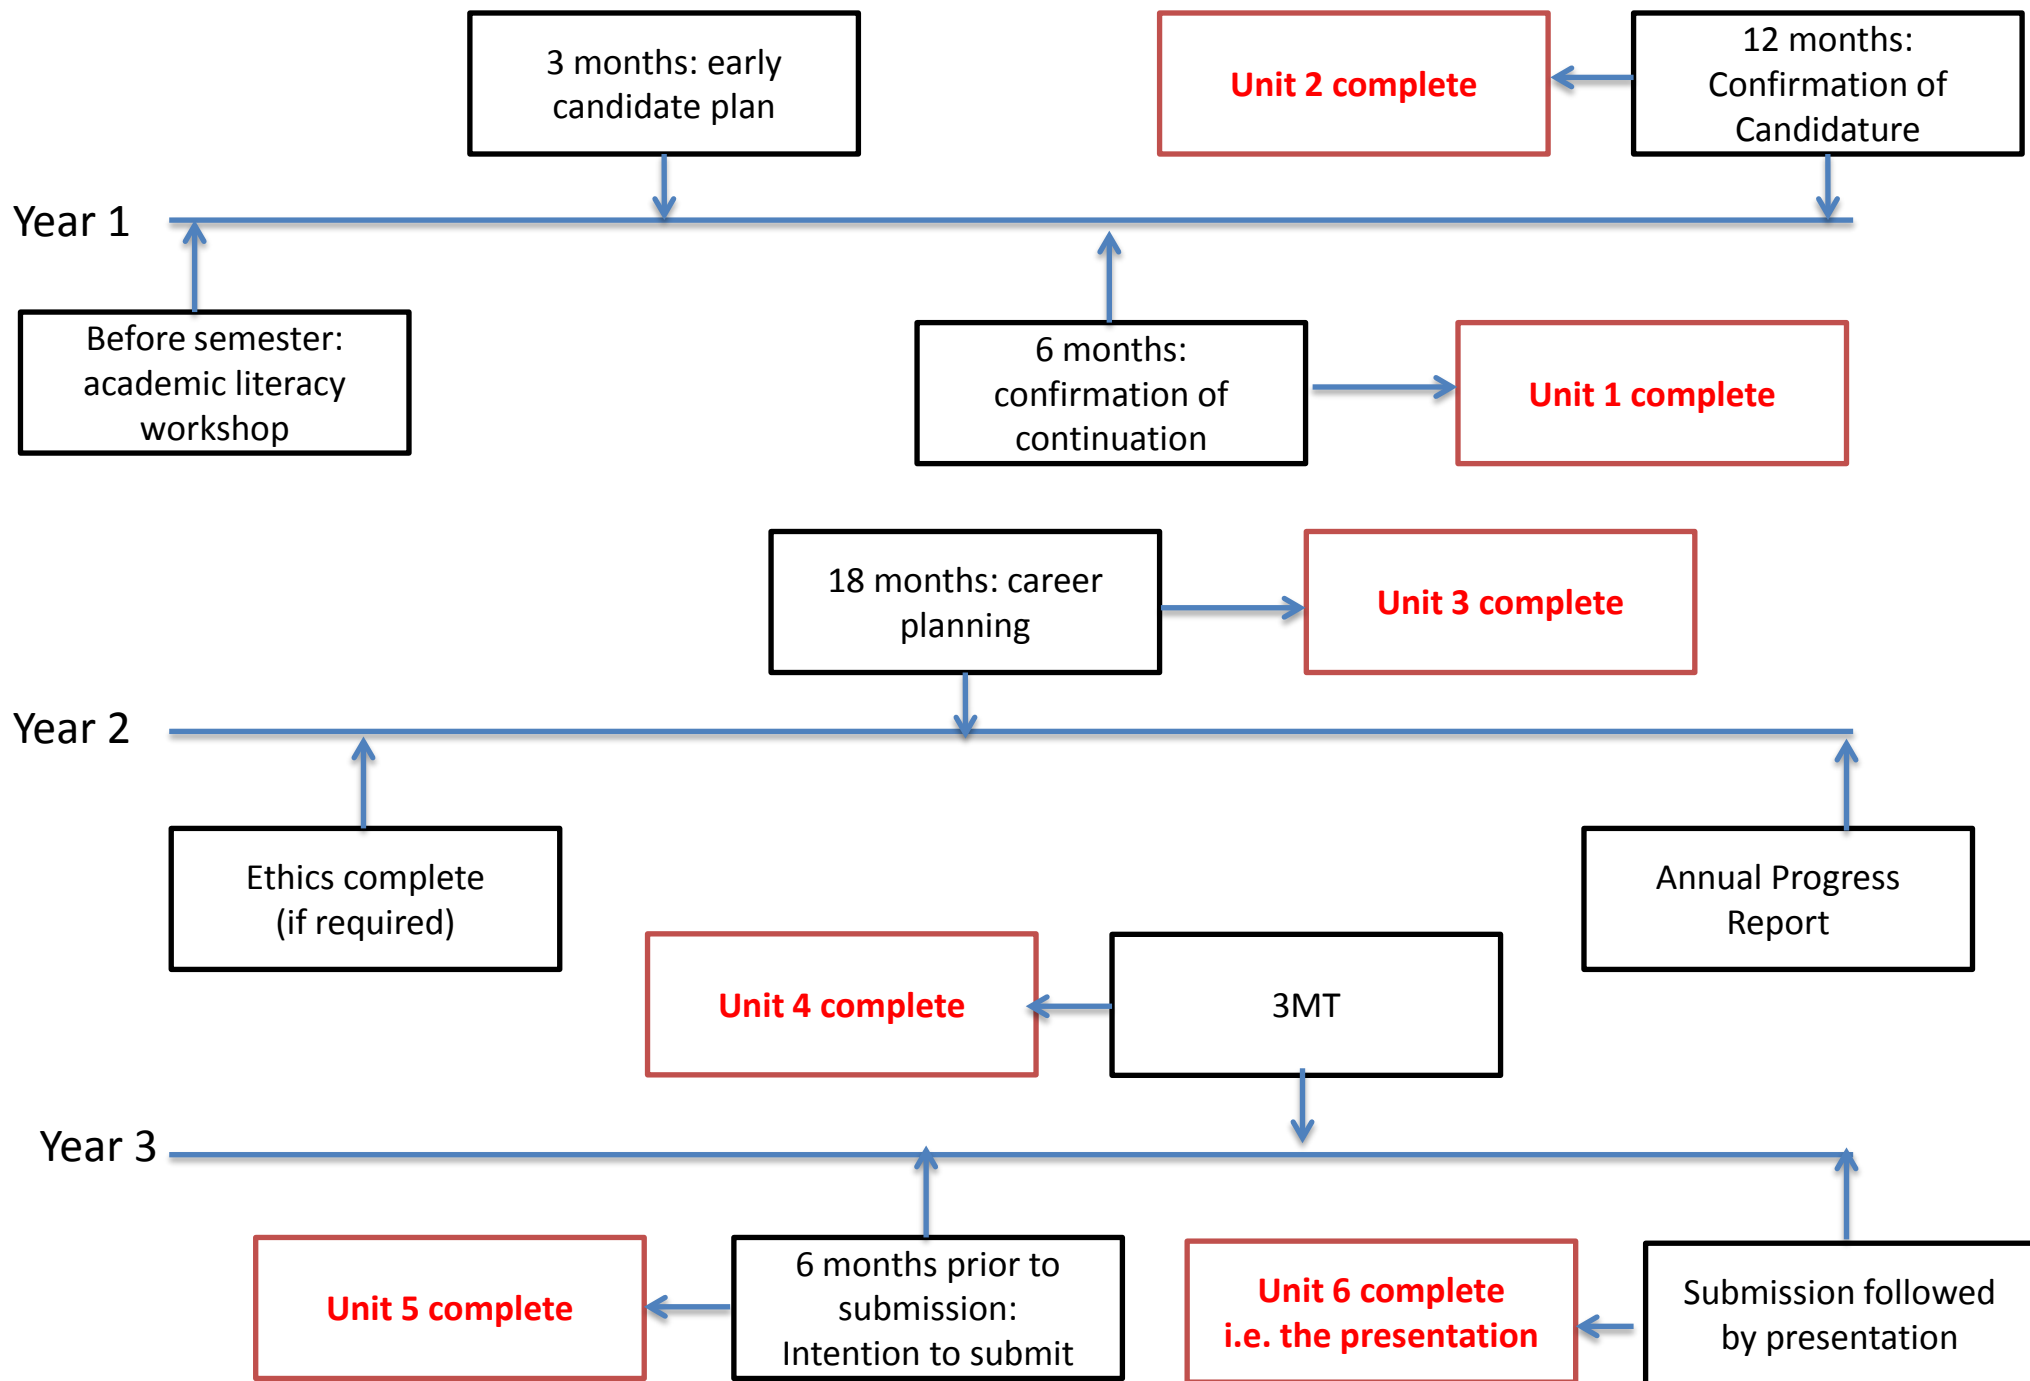 3 months: early
candidate plan
Unit 2 complete
12 months:
Confirmation of
Candidature
Year 1
Before semester:
academic literacy
workshop
6 months:
confirmation of
continuation
Unit 1 complete
18 months: career
planning
Unit 3 complete
Year 2
Ethics complete
(if required)
Annual Progress
Report
Unit 4 complete
3MT
Year 3
Unit 5 complete
6 months prior to
submission:
Intention to submit
Unit 6 complete
i.e. the presentation
Submission followed
by presentation